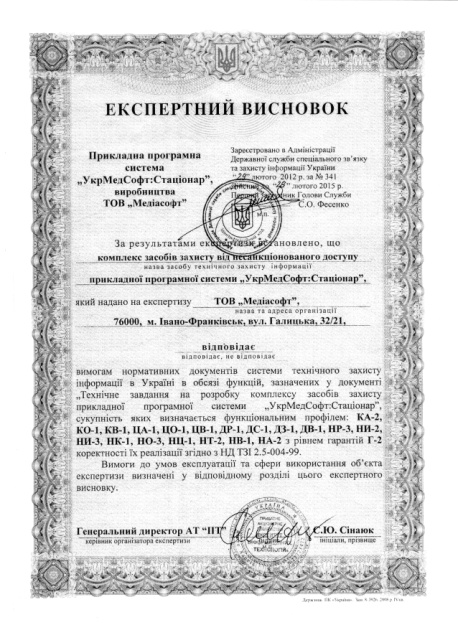 ЕКСПЕРТНИЙ ВИСНОВОК
Прикладна програмна
система
„УкрМедСофт:Стаціонар”,
виробництва
ТОВ „Медіасофт”
Зареєстровано в Адміністрації
Державної служби спеціального зв’язку
та захисту інформації України
лютого 2012 р. за № 341
лютого 2015 р.
Голови Служби
С.О. Фесенко
М.П.
За результатами експертизи встановлено, що
комплекс засобів захисту від несанкціонованого доступу
назва засобу технічного захисту інформації
прикладної програмної системи „УкрМедСофт:Стаціонар”,
який надано на експертизу ТОВ „Медіасофт”,
назва та адреса організації
76000, м. Івано-Франківськ, вул. Галицька, 32/21,
відповідає
відповідає, не відповідає
вимогам нормативних документів системи технічного захисту
інформації в Україні в обсязі функцій, зазначених у документі
„Технічне завдання на розробку комплексу засобів захисту
прикладної програмної системи „УкрМедСофт:Стаціонар”,
сукупність яких визначається функціональним профілем: КА-2,
КО-1, КВ-1, ЦА-1, ЦО-1, ЦВ-1, ДР-1, ДС-1, ДЗ-1, ДВ-1, НР-3, НИ-2,
НИ-3, НК-1, НО-3, НЦ-1, НТ-2, НВ-1, НА-2 з рівнем гарантій Г-2
коректності їх реалізації згідно з НД ТЗІ 2.5-004-99.
Вимоги до умов експлуатації та сфери використання об’єкта
експертизи визначені у відповідному розділі цього експертного
висновку.
Генеральний директор АТ “ІІТ” Є.Ю. Сінаюк
керівник організатора експертизи ініціали, прізвище